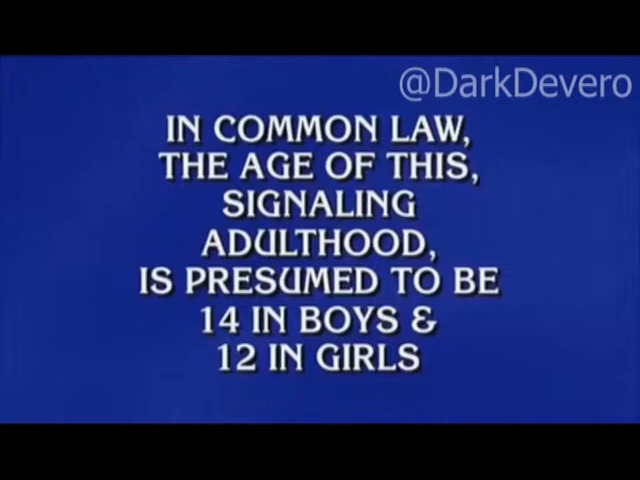 @DarkDevero
IN COMMON LAW,
THE AGE OF THIS,
SIGNALING
ADULTHOOD,
IS PRESUMED TO BE
14 IN BOYS &
12 IN GIRLS